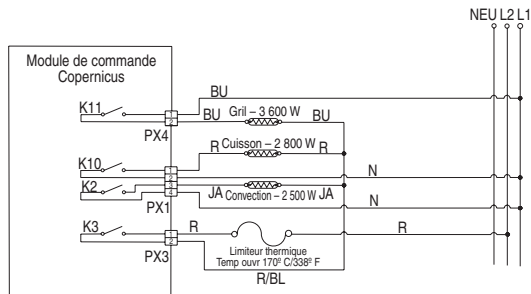 NEU L2 L1
Module de commande
Copernicus
K11
1
2
PX4
BU
BU
Gril – 3 600 W
BU
R
Cuisson – 2 800 W
R
K10
1
2
N
K2
3
4
PX1
JA
Convection – 2 500 W
JA
N
K3
1
2
PX3
R
R
Limiteur thermique
Temp ouvr 170º C/338º F
R/BL